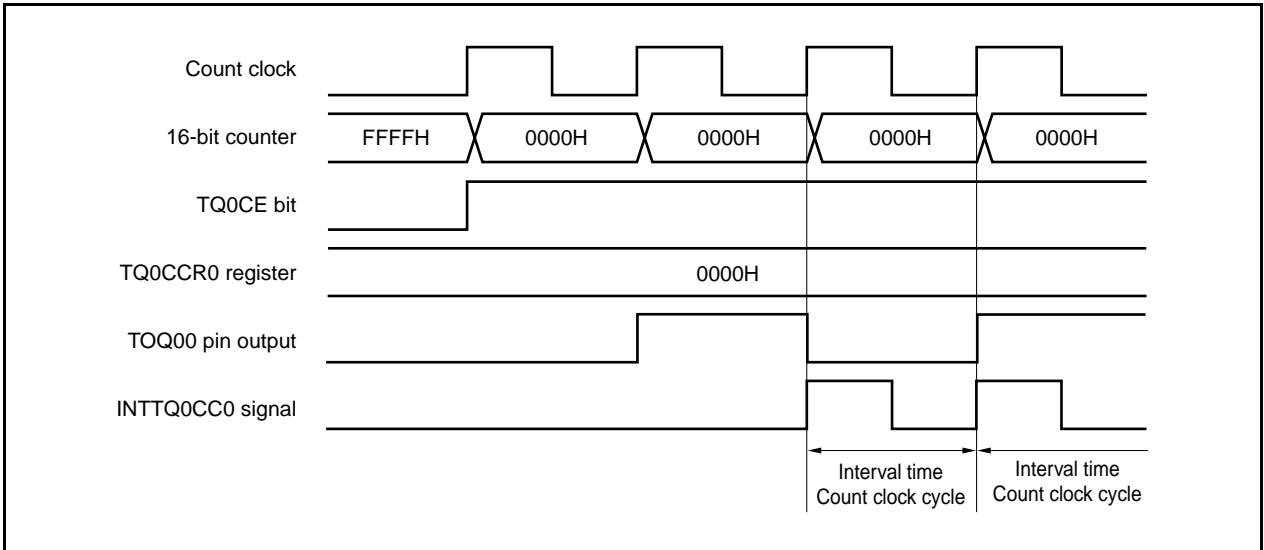 Count clock
16-bit counter
FFFFH
0000H
0000H
0000H
0000H
TQ0CE bit
TQ0CCR0 register
0000H
TOQ00 pin output
INTTQ0CC0 signal
Interval time
Count clock cycle
Interval time
Count clock cycle